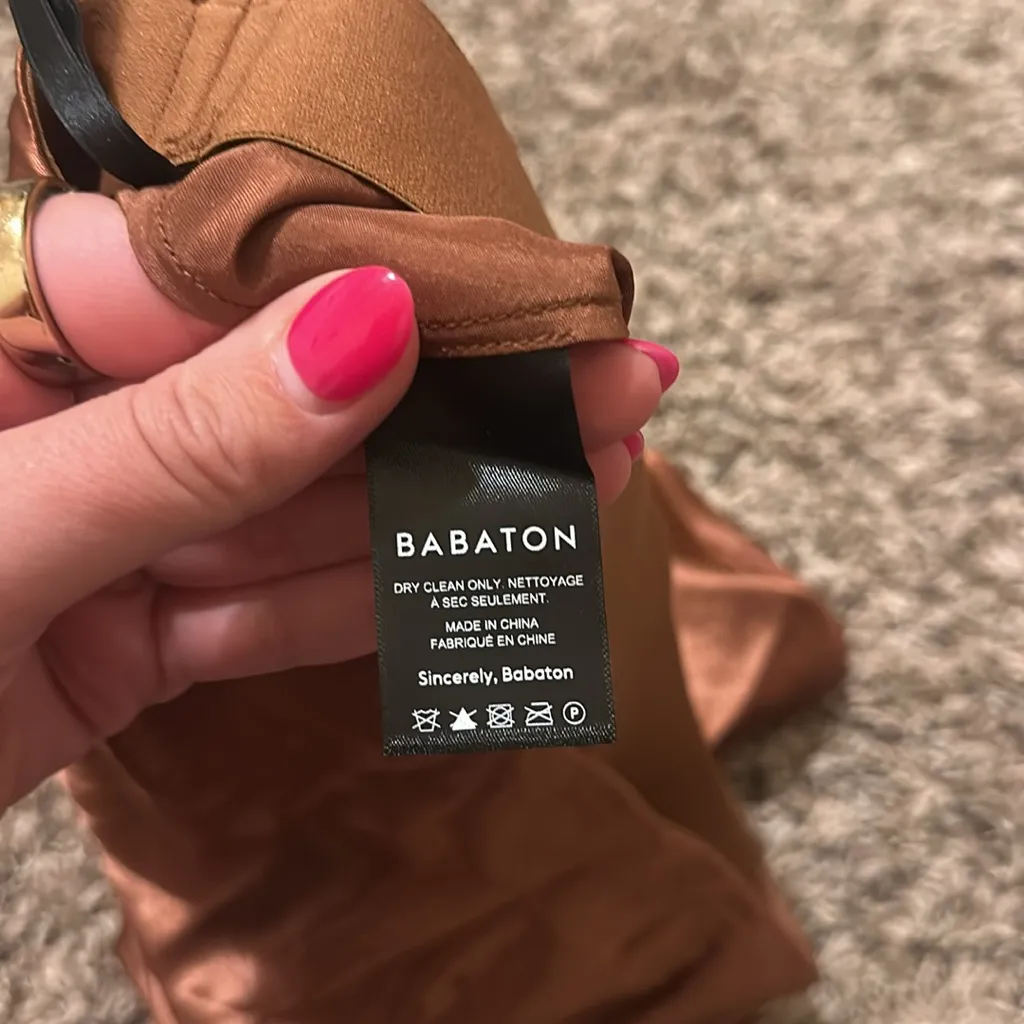 BABATON
DRY CLEAN ONLY. NETTOYAGE
À SEC SEULEMENT.
MADE IN CHINA
FABRIQUÉ EN CHINE
Sincerely, Babaton
P